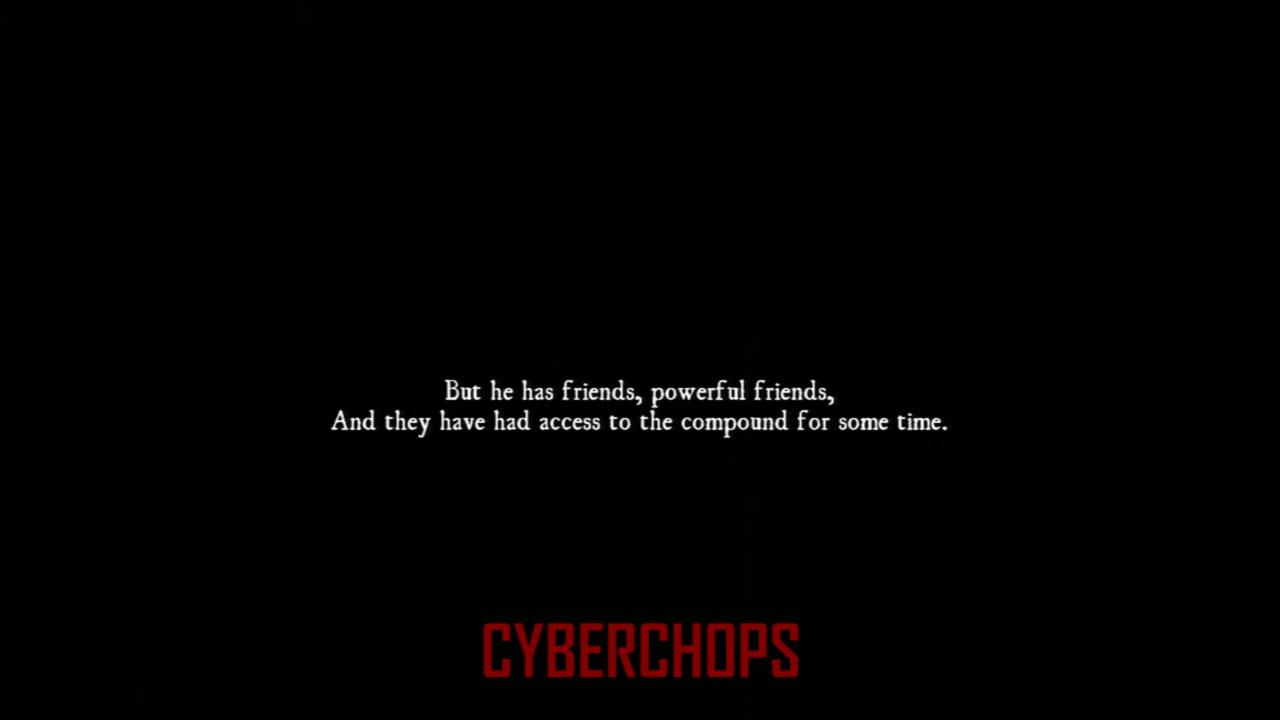 But he has friends, powerful friends,
And they have had access to the compound for some time.
CYBERCHOPS